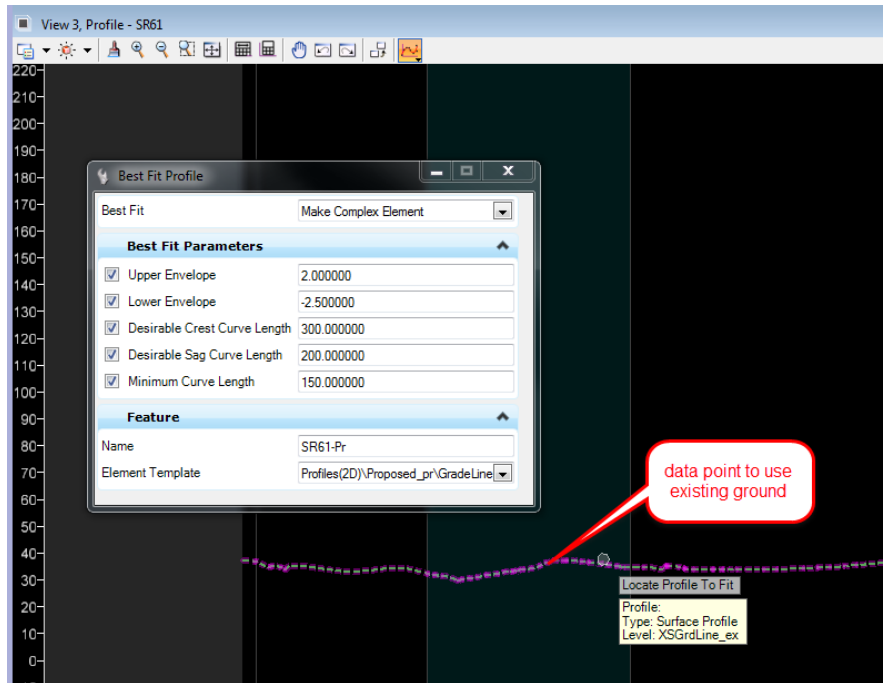 View 3, Profile - SR61
220
210
200
190
180
170
160
150
140
130
120
110
100
90
80
70
60
50
40
30
20
10
0
Best Fit Profile
Best Fit Make Complex Element
Best Fit Parameters
Upper Envelope 2.000000
Lower Envelope -2.500000
Desirable Crest Curve Length 300.000000
Desirable Sag Curve Length 200.000000
Minimum Curve Length 150.000000
Feature
Name SR61-Pr
Element Template Profiles(2D)\Proposed_pr\GradeLine
data point to use
existing ground
Locate Profile To Fit
Profile:
Type: Surface Profile
Level: XSGrdLine_ex